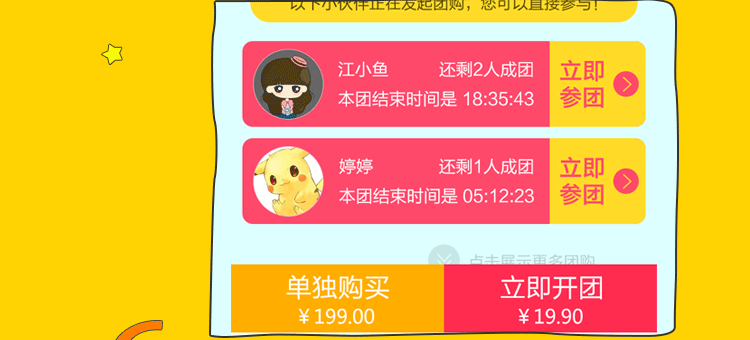 以下小伙伴正在发起团购，您可以直接参与！
江小鱼 还剩2人成团
本团结束时间是 18:35:43
立即
参团
婷婷 还剩1人成团
本团结束时间是 05:12:23
立即
参团
点击展示更多团购
单独购买
￥199.00
立即开团
￥19.90